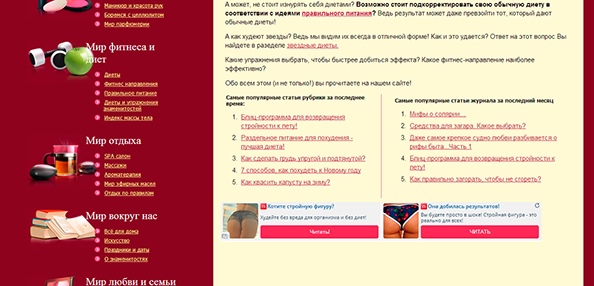 Маникюр и красота рук
Боремся с целлюлитом
Мир парфюмерии
Мир фитнеса и
диет
Диеты
Фитнес направления
Правильное питание
Диеты и упражнения
знаменитостей
Индекс массы тела
Мир отдыха
SPA салон
Массажи
Ароматерапия
Мир эфирных масел
Отдых по правилам
Мир вокруг нас
Всё для дома
Искусство
Праздники и даты
О знаменитостях
Мир любви и семьи
А может, не стоит изнурять себя диетами? Возможно стоит подкорректировать свою обычную диету в
соответствии с идеями правильного питания? Ведь результат может даже превзойти тот, который дают
обычные диеты!
А как худеют звезды? Ведь мы видим их всегда в отличной форме! Как и это удается? Ответ на этот вопрос Вы
найдете в разделе звездные диеты.
Какие упражнения выбрать, чтобы быстрее добиться эффекта? Какое фитнес-направление наиболее
эффективно?
Обо всем этом (и не только!) вы прочитаете на нашем сайте!
Самые популярные статьи рубрики за последнее
время:
1. Блиц-программа для возвращения
стройности к лету!
2. Раздельное питание для похудения -
лучшая диета!
3. Как сделать грудь упругой и подтянутой?
4. 7 способов, как похудеть к Новому году
5. Как квасить капусту на зиму?
Самые популярные статьи журнала за последний месяц
1. Мифы о солярии...
2. Средства для загара. Какое выбрать?
3. Даже самое крепкое судно любви разбивается о
рифы быта...Часть 1
4. Блиц-программа для возвращения стройности к
лету!
5. Как правильно загорать, чтобы не сгореть?
Хотите стройную фигуру?
Худейте без вреда для организма и без диет!
Читать!
Она добилась результатов!
Вы будете просто в шоке! Стройная фигура - это
реально для всех!
ЧИТАТЬ